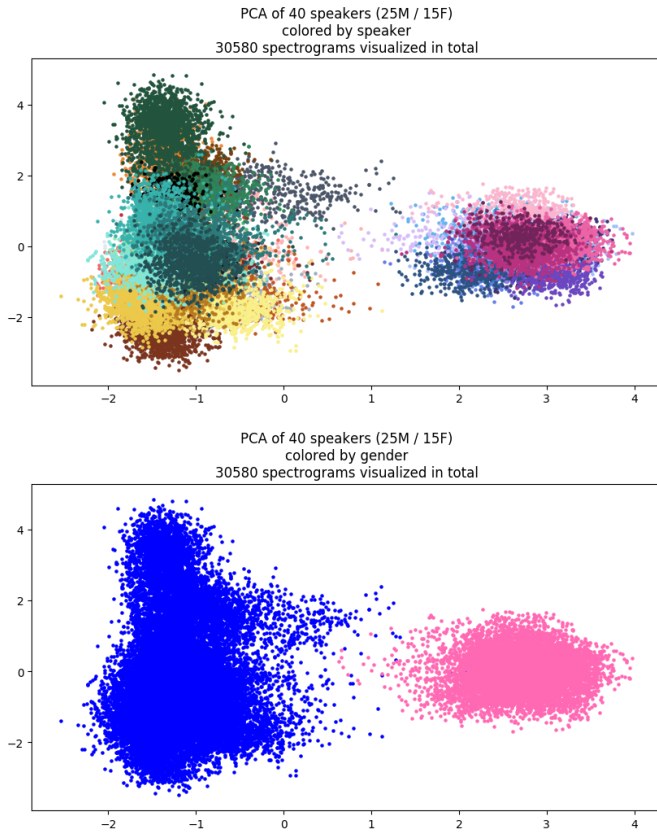 PCA of 40 speakers (25M / 15F)
colored by speaker
30580 spectrograms visualized in total
4
2
0
−2
−2 −1 0 1 2 3 4
PCA of 40 speakers (25M / 15F)
colored by gender
30580 spectrograms visualized in total
4
2
0
−2
−2 −1 0 1 2 3 4